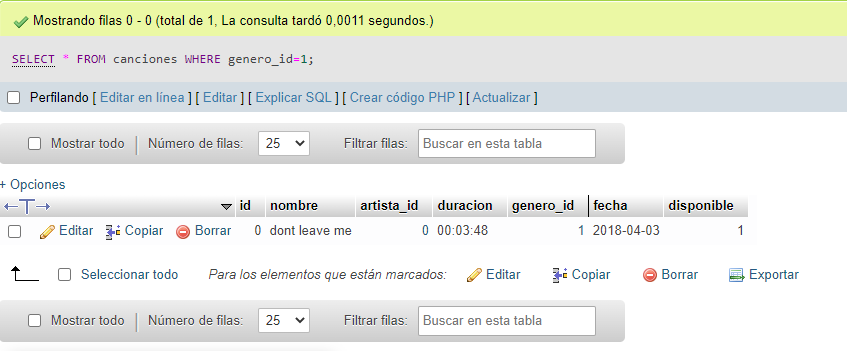 Mostrando filas 0 - 0 (total de 1, La consulta tardó 0,0011 segundos.)
SELECT * FROM canciones WHERE genero_id=1;
Perfilando [ Editar en línea ] [ Editar ] [ Explicar SQL ] [ Crear código PHP ] [ Actualizar ]
Mostrar todo Número de filas: 25 Filtrar filas: Buscar en esta tabla
+ Opciones
id nombre artista_id duracion genero_id fecha disponible
Editar Copiar Borrar 0 dont leave me 0 00:03:48 1 2018-04-03 1
Seleccionar todo Para los elementos que están marcados: Editar Copiar Borrar Exportar
Mostrar todo Número de filas: 25 Filtrar filas: Buscar en esta tabla